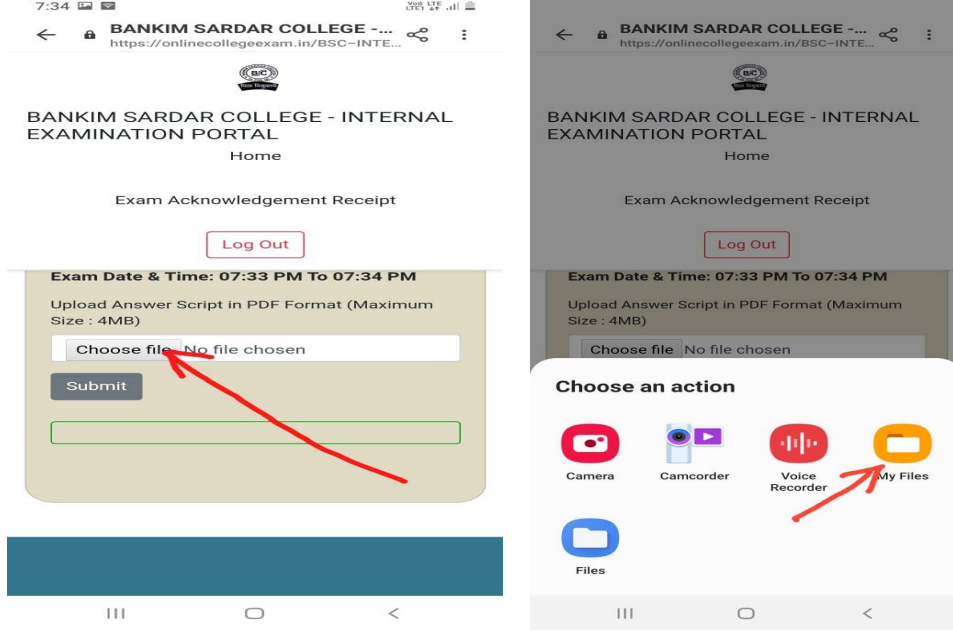 7:34
BANKIM SARDAR COLLEGE -...
https://onlinecollegeexam.in/BSC-INTE...
BANKIM SARDAR COLLEGE - INTERNAL
EXAMINATION PORTAL
Home
Exam Acknowledgement Receipt
Log Out
Exam Date & Time: 07:33 PM To 07:34 PM
Upload Answer Script in PDF Format (Maximum
Size : 4MB)
Choose file No file chosen
Submit
BANKIM SARDAR COLLEGE -...
https://onlinecollegeexam.in/BSC-INTE...
BANKIM SARDAR COLLEGE - INTERNAL
EXAMINATION PORTAL
Home
Exam Acknowledgement Receipt
Log Out
Exam Date & Time: 07:33 PM To 07:34 PM
Upload Answer Script in PDF Format (Maximum
Size : 4MB)
Choose file No file chosen
Choose an action
Camera
Camcorder
Voice
Recorder
My Files
Files